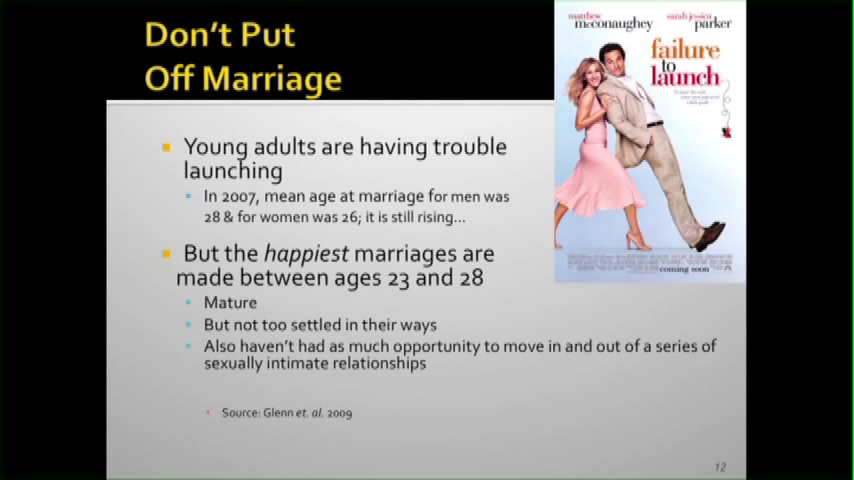 Don't Put
Off Marriage
matthew mcconaughey
sarah jessica parker
failure
to
launch
Young adults are having trouble
launching
In 2007, mean age at marriage for men was
28 & for women was 26; it is still rising...
But the happiest marriages are
made between ages 23 and 28
Mature
But not too settled in their ways
Also haven't had as much opportunity to move in and out of a series of
sexually intimate relationships
coming soon
Source: Glenn et. al. 2009
12